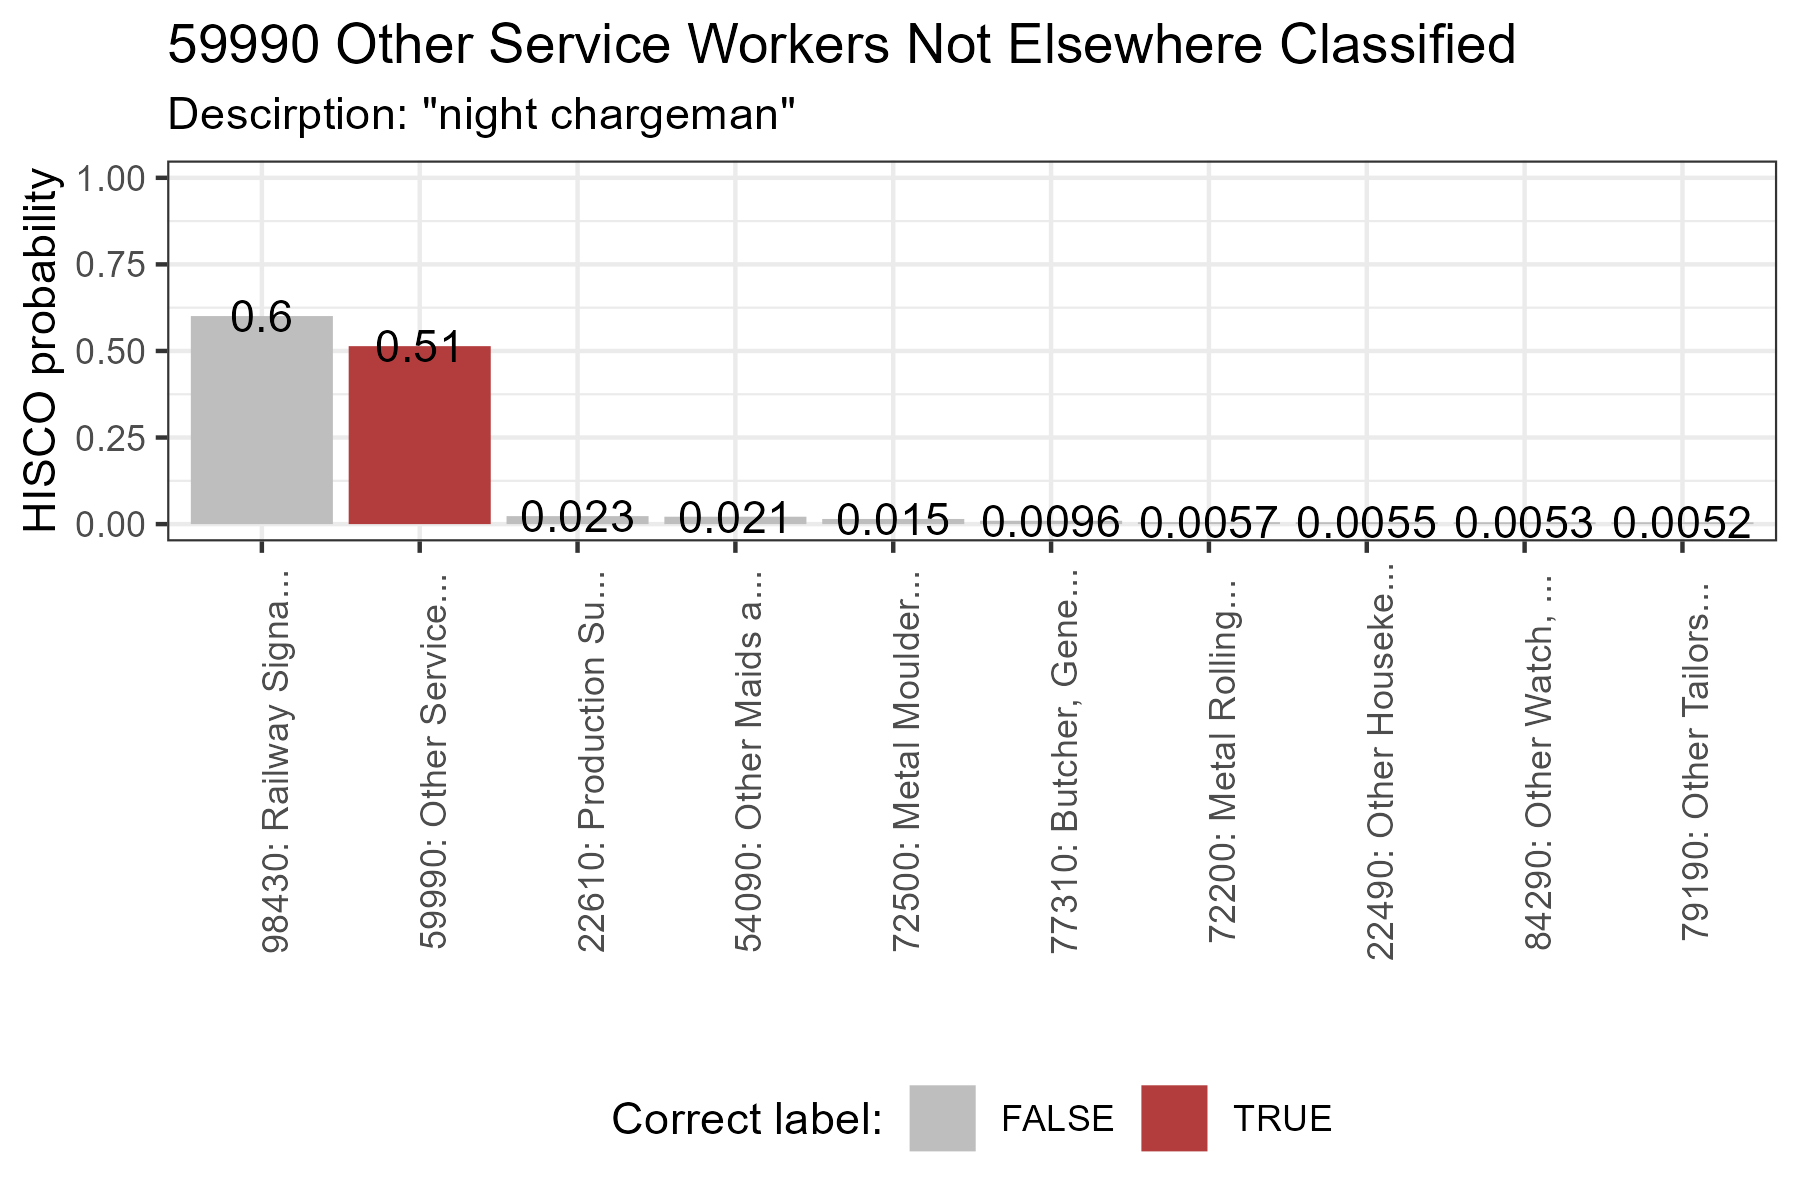 59990 Other Service Workers Not Elsewhere Classified
Descirption: "night chargeman"
HISCO probability
1.00
0.75
0.50
0.25
0.00
0.6
0.51
0.023
0.021
0.015
0.0096
0.0057
0.0055
0.0053
0.0052
98430: Railway Signa...
59990: Other Service...
22610: Production Su...
54090: Other Maids a...
72500: Metal Moulder...
77310: Butcher, Gene...
72200: Metal Rolling...
22490: Other Houseke...
84290: Other Watch, ...
79190: Other Tailors...
Correct label: FALSE TRUE